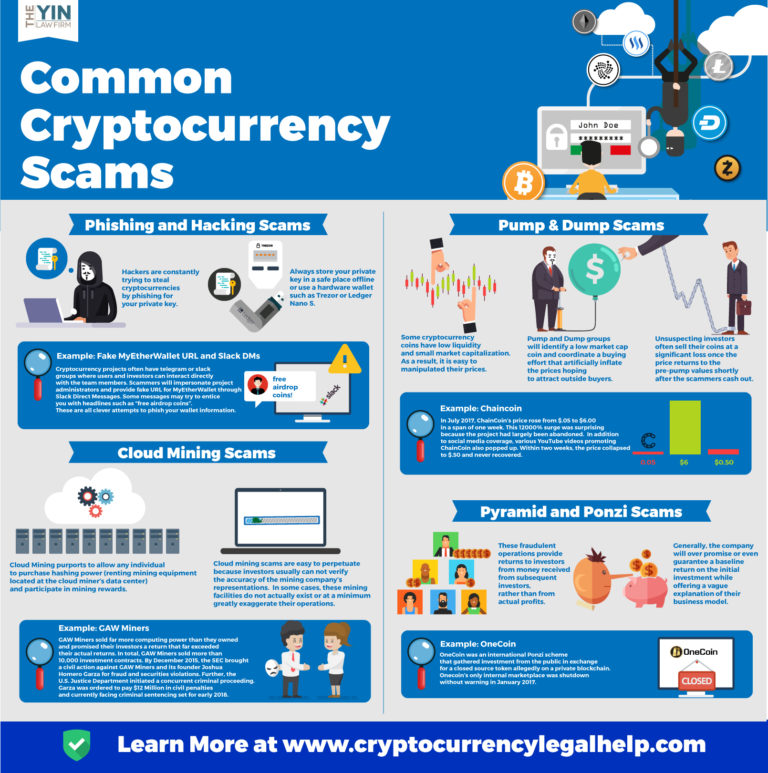 THE YIN
LAW FIRM
Common
Cryptocurrency
Scams
John Doe
*********
Phishing and Hacking Scams
Hackers are constantly
trying to steal
cryptocurrencies
by phishing for
your private key.
TREZOR
Always store your private
key in a safe place offline
or use a hardware wallet
such as Trezor or Ledger
Nano S.
Example: Fake MyEtherWallet URL and Slack DMs
Cryptocurrency projects often have telegram or slack
groups where users and investors can interact directly
with the team members. Scammers will impersonate project
administrators and provide fake URL for MyEtherWallet through
Slack Direct Messages. Some messages may try to entice
you with headlines such as "free airdrop coins".
These are all clever attempts to phish your wallet information.
free
airdrop
coins!
slack
Cloud Mining Scams
Cloud Mining purports to allow any individual
to purchase hashing power (renting mining equipment
located at the cloud miner's data center)
and participate in mining rewards.
Cloud mining scams are easy to perpetuate
because investors usually can not verify
the accuracy of the mining company's
representations. In some cases, these mining
facilities do not actually exist or at a minimum
greatly exaggerate their operations.
Example: GAW Miners
GAW Miners sold far more computing power than they owned
and promised their investors a return that far exceeded
their actual returns. In total, GAW Miners sold more than
10,000 investment contracts. By December 2015, the SEC brought
a civil action against GAW Miners and its founder Joshua
Homero Garza for fraud and securities violations. Further, the
U.S. Justice Department initiated a concurrent criminal proceeding.
Garza was ordered to pay $12 Million in civil penalties
and currently facing criminal sentencing set for early 2018.
Pump & Dump Scams
Some cryptocurrency
coins have low liquidity
and small market capitalization.
As a result, it is easy to
manipulated their prices.
$
Pump and Dump groups
will identify a low market cap
coin and coordinate a buying
effort that artificially inflate
the prices hoping
to attract outside buyers.
Unsuspecting investors
often sell their coins at a
significant loss once the
price returns to the
pre-pump values shortly
after the scammers cash out.
Example: Chaincoin
In July 2017, ChainCoin's price rose from $.05 to $6.00
in a span of one week. This 12000% surge was surprising
because the project had largely been abandoned. In addition
to social media coverage, various YouTube videos promoting
ChainCoin also popped up. Within two weeks, the price collapsed
to $.50 and never recovered.
0.05
$6
$0.50
Pyramid and Ponzi Scams
These fraudulent
operations provide
returns to investors
from money received
from subsequent
investors,
rather than from
actual profits.
Generally, the company
will over promise or even
guarantee a baseline
return on the initial
investment while
offering a vague
explanation of their
business model.
Example: OneCoin
OneCoin was an international Ponzi scheme
that gathered investment from the public in exchange
for a closed source token allegedly on a private blockchain.
Onecoin's only internal marketplace was shutdown
without warning in January 2017.
OneCoin
CLOSED
Learn More at www.cryptocurrencylegalhelp.com